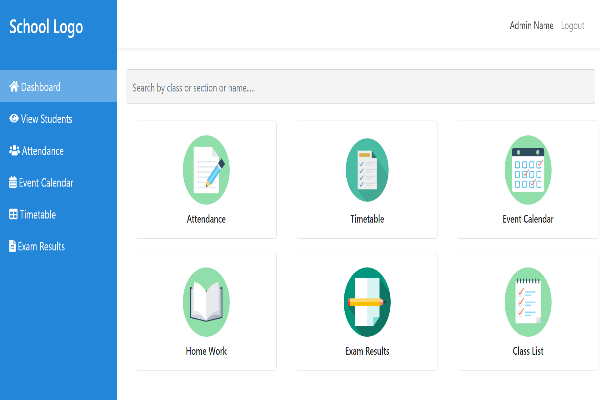 School Logo
Admin Name Logout
Dashboard
View Students
Attendance
Event Calendar
Timetable
Exam Results
Search by class or section or name....
Attendance
Timetable
Event Calendar
Home Work
Exam Results
Class List